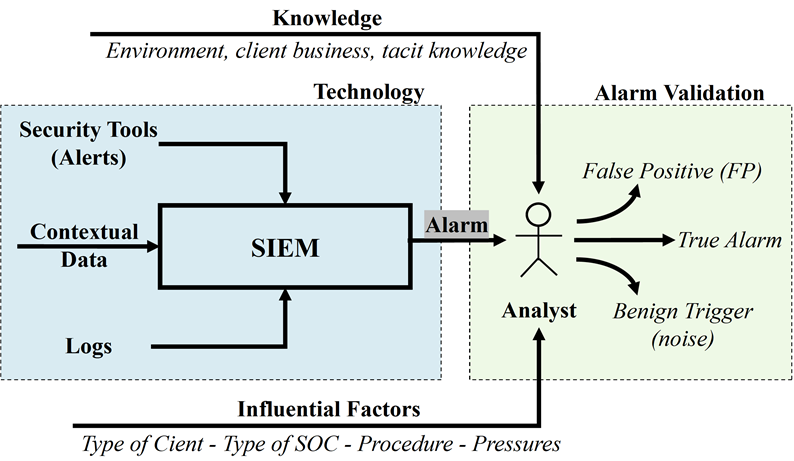 Knowledge
Environment, client business, tacit knowledge
Technology
Alarm Validation
Security Tools
(Alerts)
False Positive (FP)
Contextual
Data
SIEM
Alarm
True Alarm
Analyst
Benign Trigger
(noise)
Logs
Influential Factors
Type of Cient - Type of SOC - Procedure - Pressures